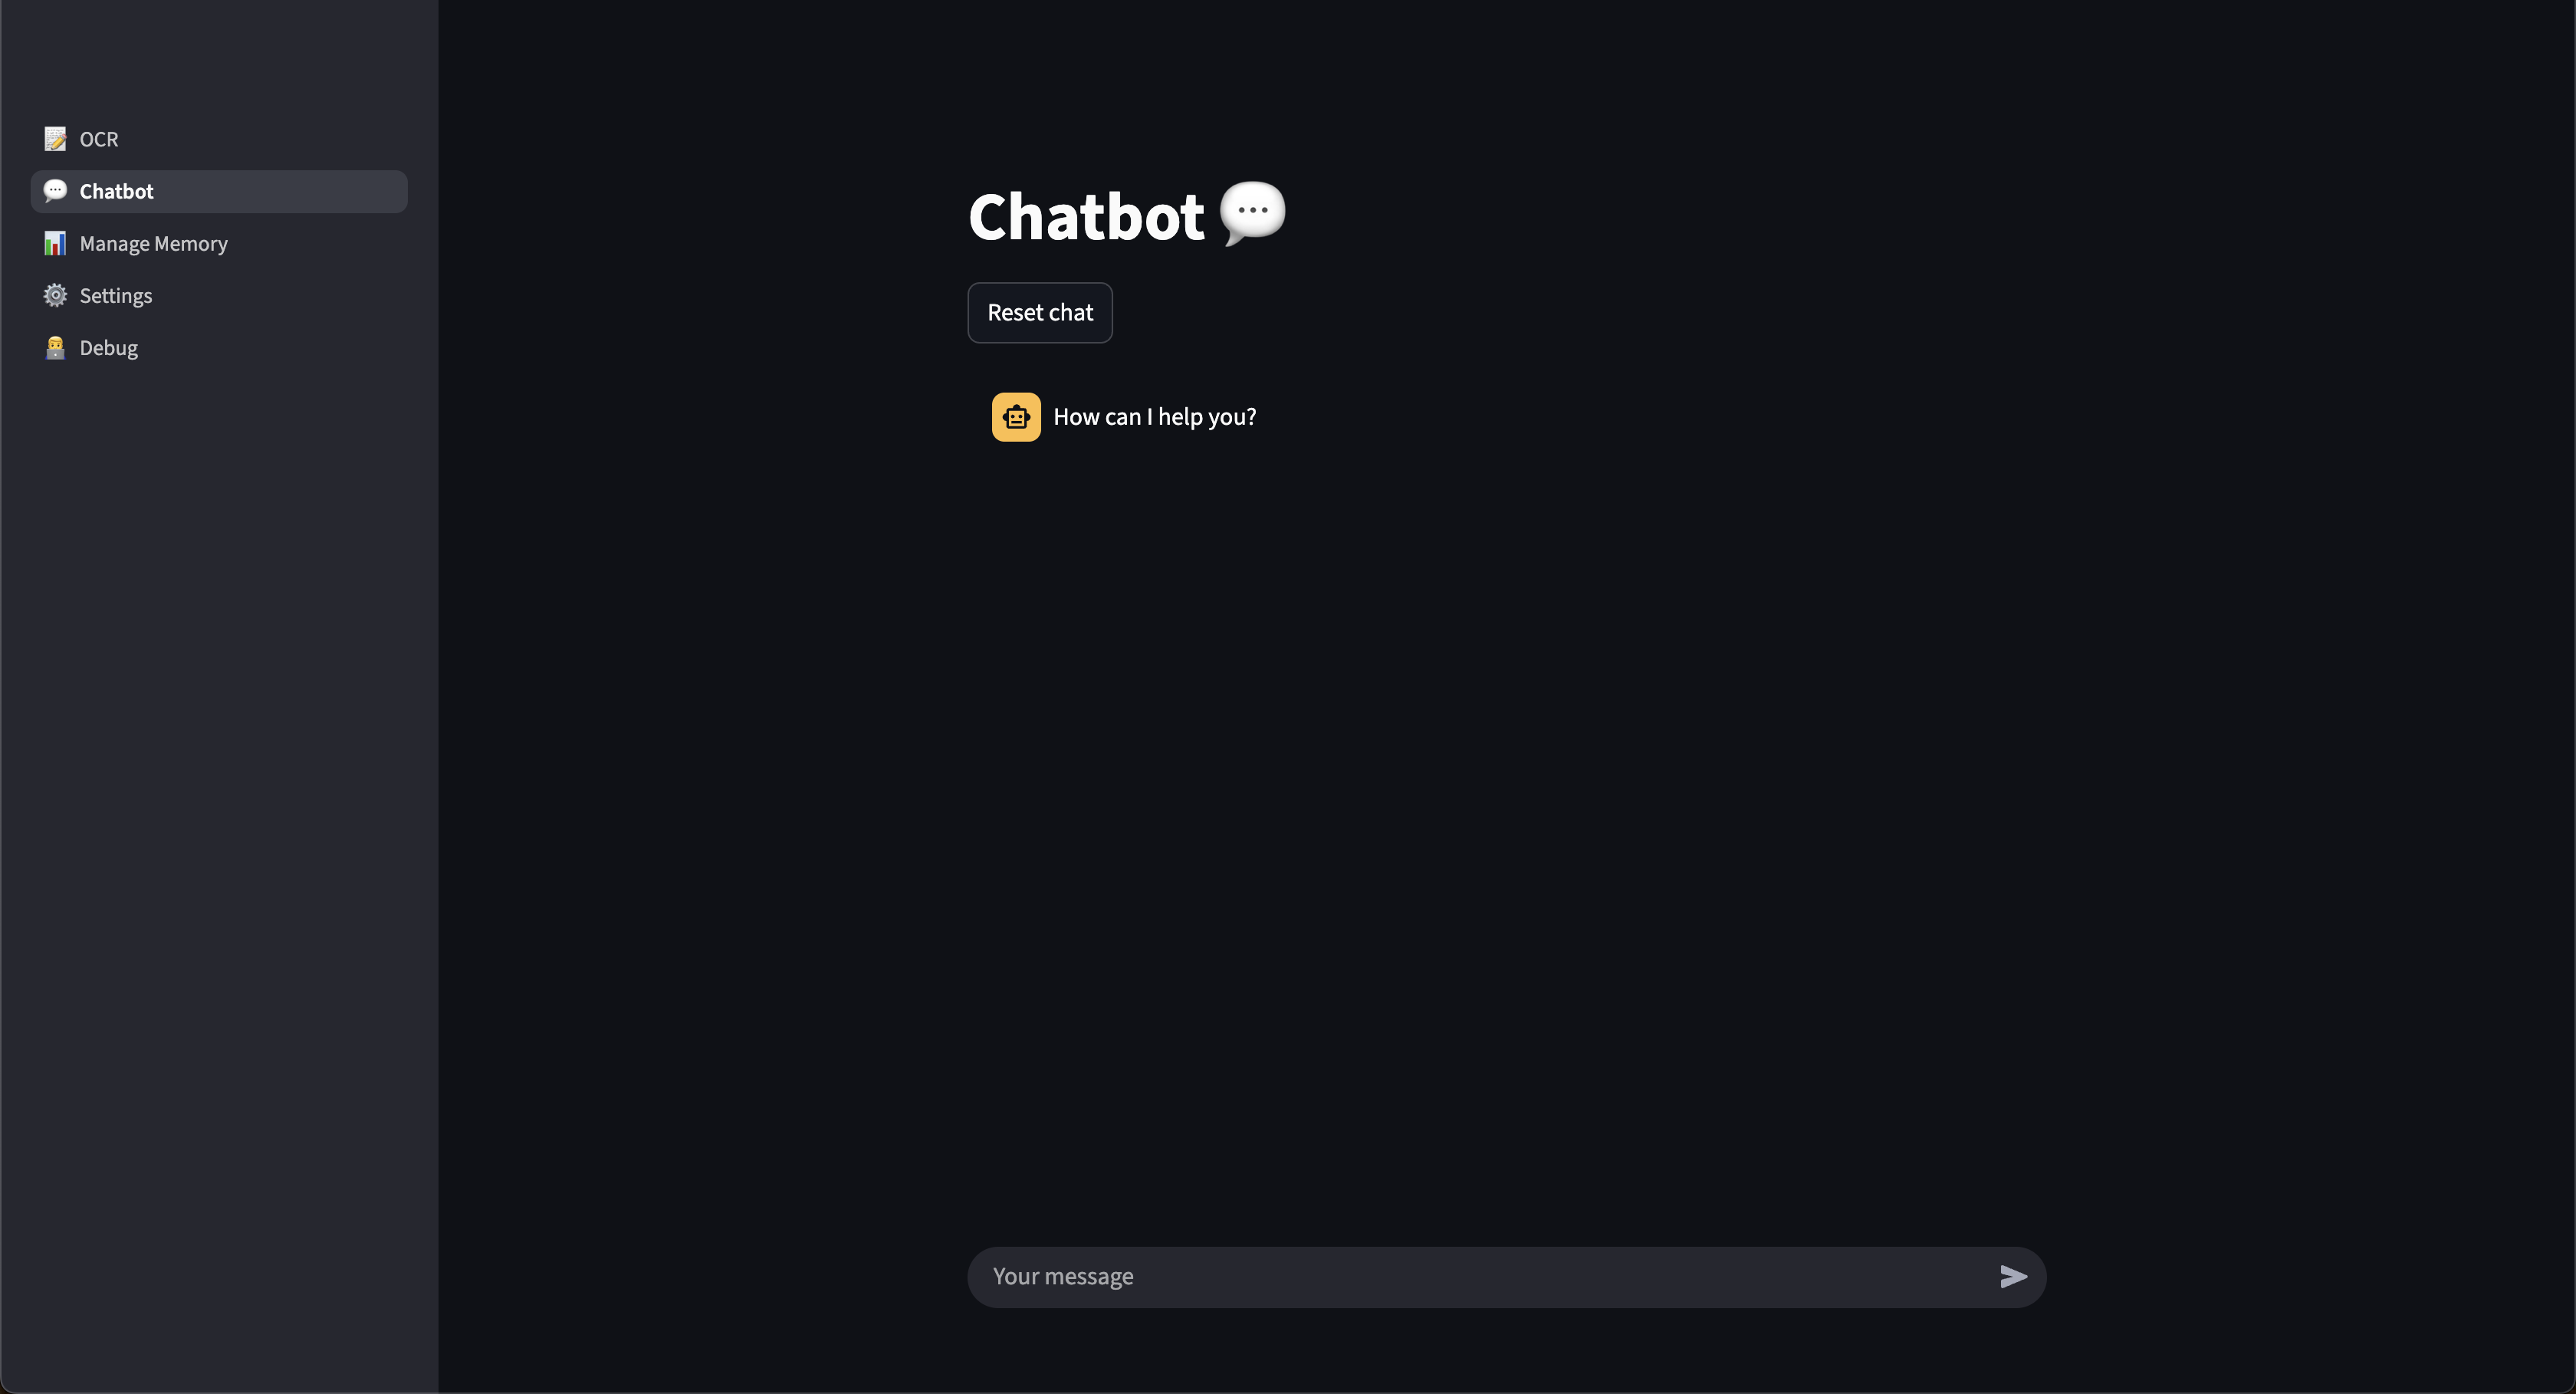 OCR
Chatbot
Manage Memory
Settings
Debug
Chatbot
Reset chat
How can I help you?
Your message